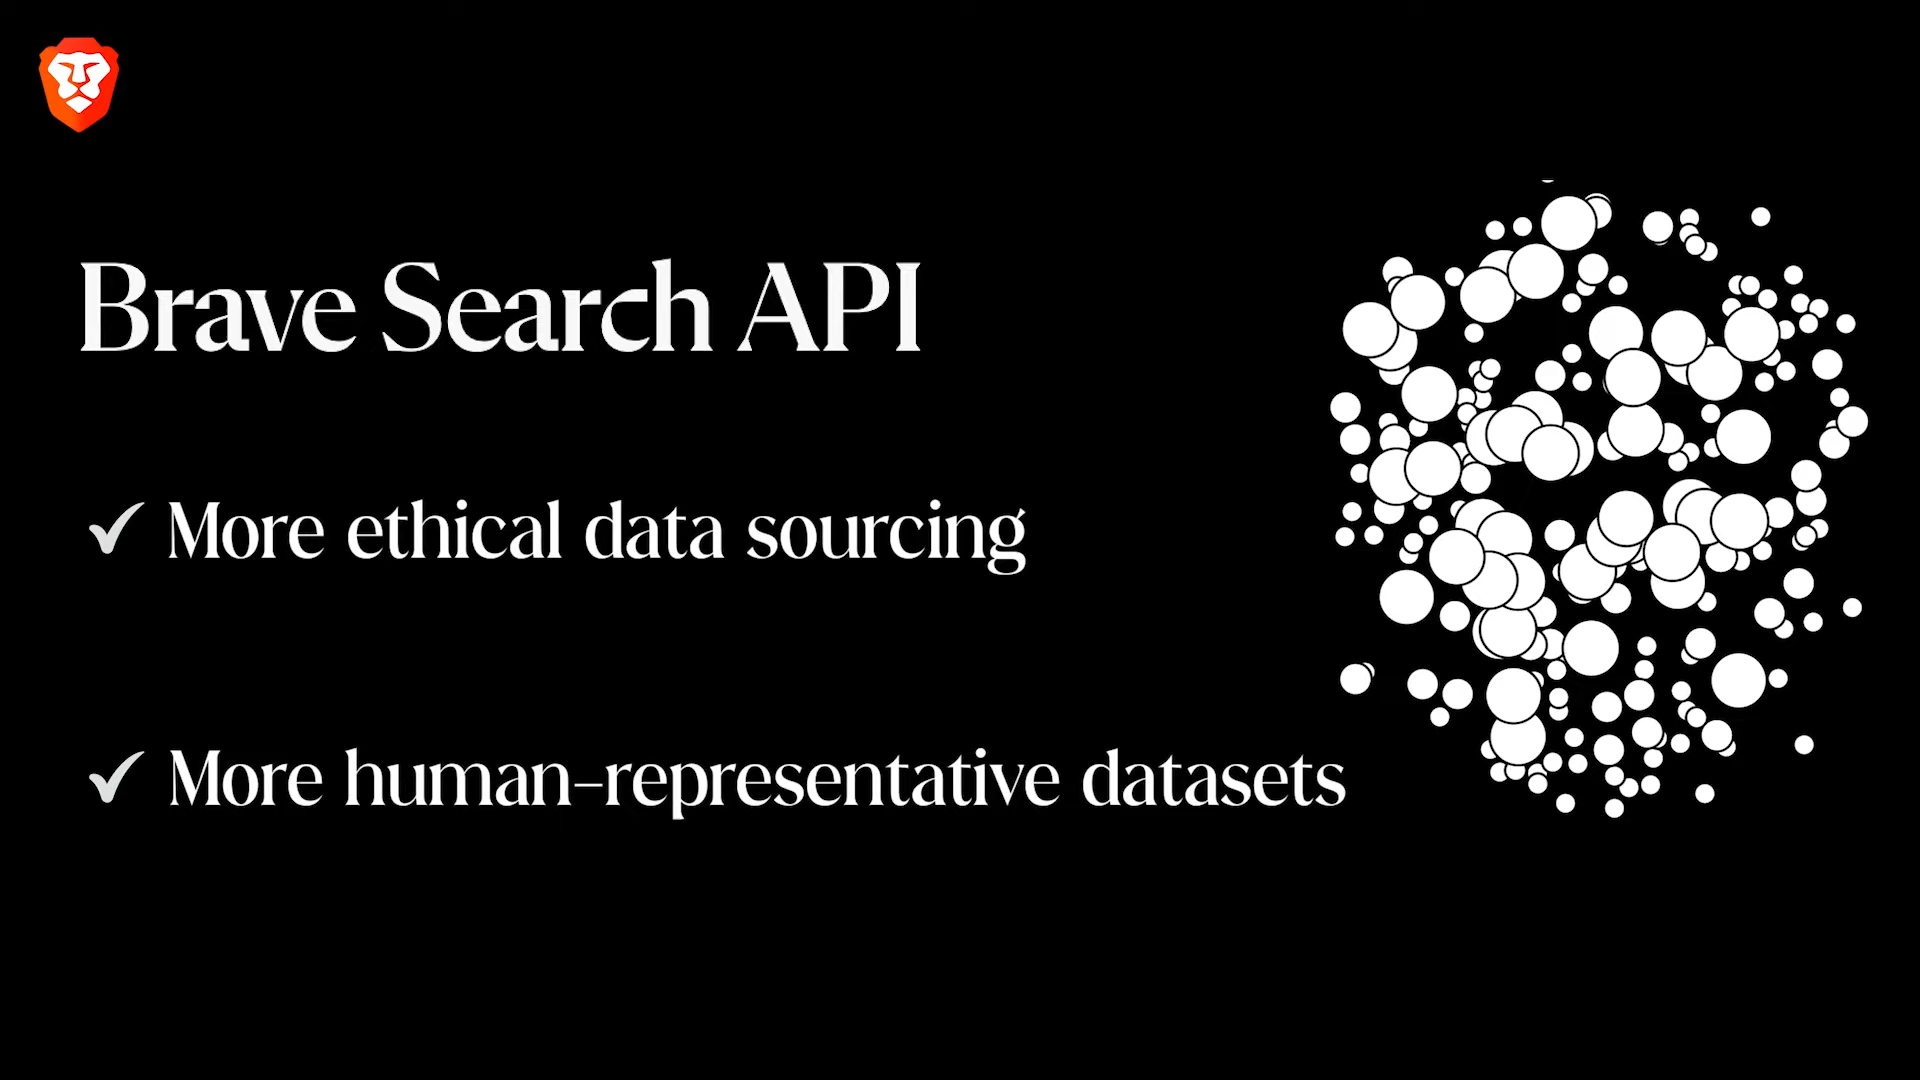 Brave Search API
✓ More ethical data sourcing
✓ More human-representative datasets